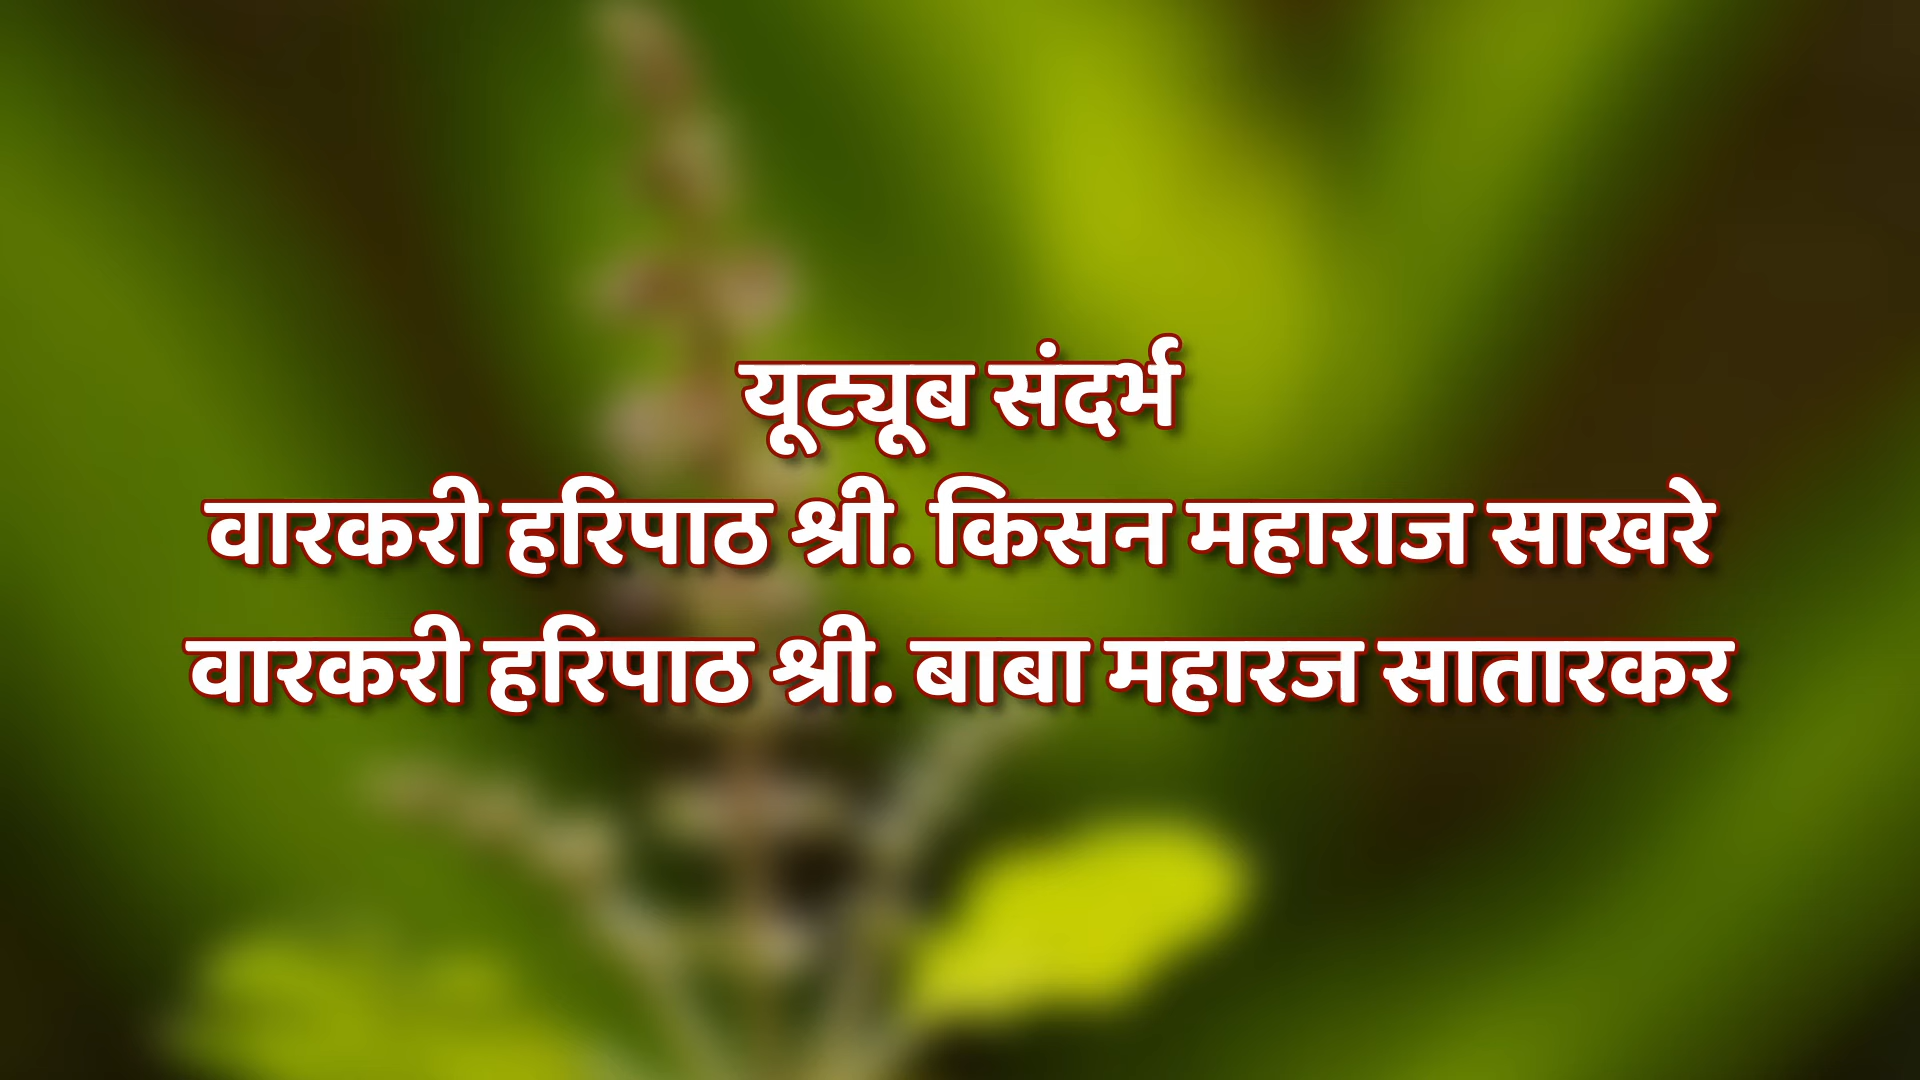 यूट्यूब संदर्भ
वारकरी हरिपाठ श्री. किसन महाराज साखरे
वारकरी हरिपाठ श्री. बाबा महारज सातारकर